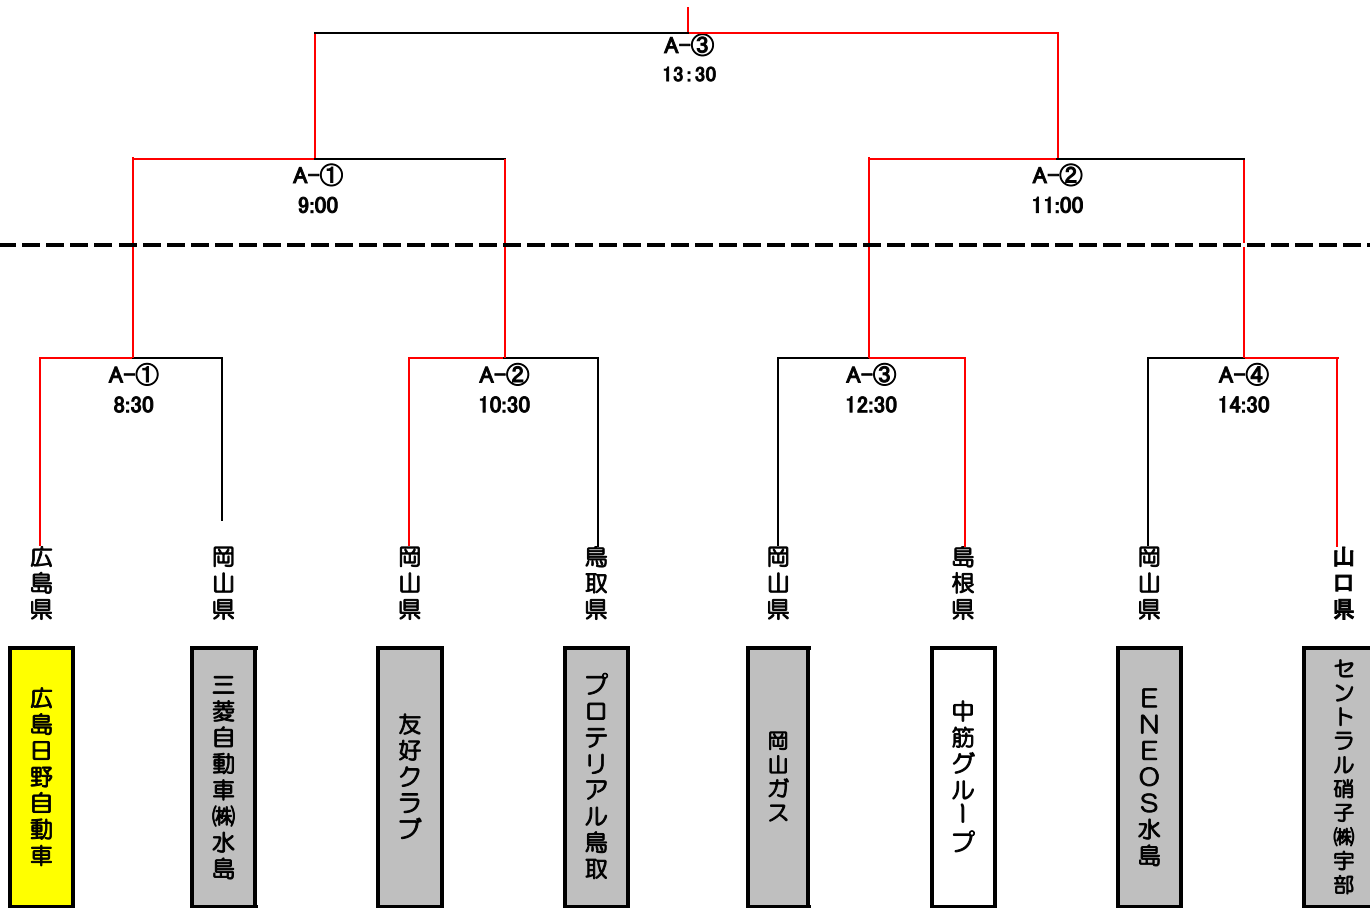 A-③
13:30
A-①
9:00
A-②
11:00
A-①
8:30
A-②
10:30
A-③
12:30
A-④
14:30
広島県
岡山県
岡山県
鳥取県
岡山県
島根県
岡山県
山口県
広島日野自動車
三菱自動車㈱水島
友好クラブ
プロテリアル鳥取
岡山ガス
中筋グループ
ENEOS水島
セントラル硝子㈱宇部